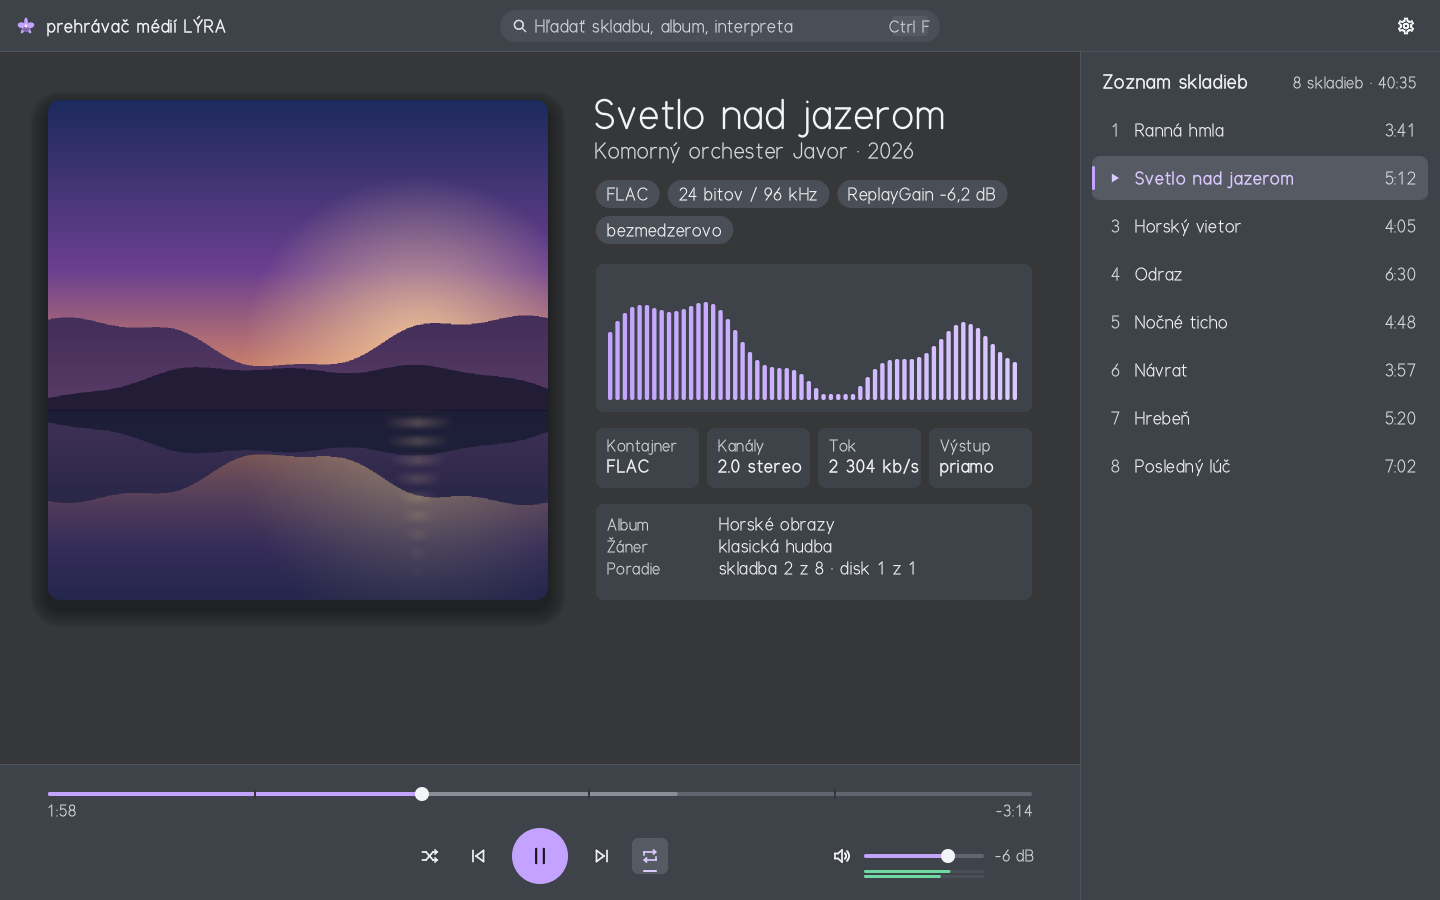 prehrávač médií LÝRA
Hľadať skladbu, album, interpreta Ctrl F
Svetlo nad jazerom
Komorný orchester Javor · 2026
FLAC 24 bitov / 96 kHz ReplayGain -6,2 dB
bezmedzerovo
Kontajner Kanály Tok Výstup
FLAC 2.0 stereo 2 304 kb/s priamo
Album Horské obrazy
Žáner klasická hudba
Poradie skladba 2 z 8 · disk 1 z 1
Zoznam skladieb 8 skladieb · 40:35
1 Ranná hmla 3:41
Svetlo nad jazerom 5:12
3 Horský vietor 4:05
4 Odraz 6:30
5 Nočné ticho 4:48
6 Návrat 3:57
7 Hrebeň 5:20
8 Posledný lúč 7:02
1:58 -3:14
-6 dB